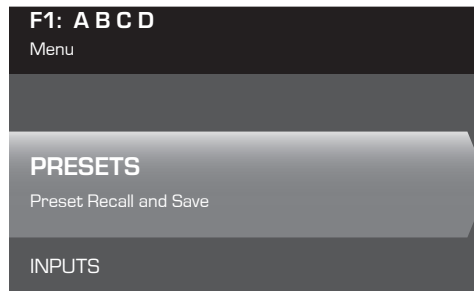 F1: A B C D
Menu
PRESETS
Preset Recall and Save
INPUTS